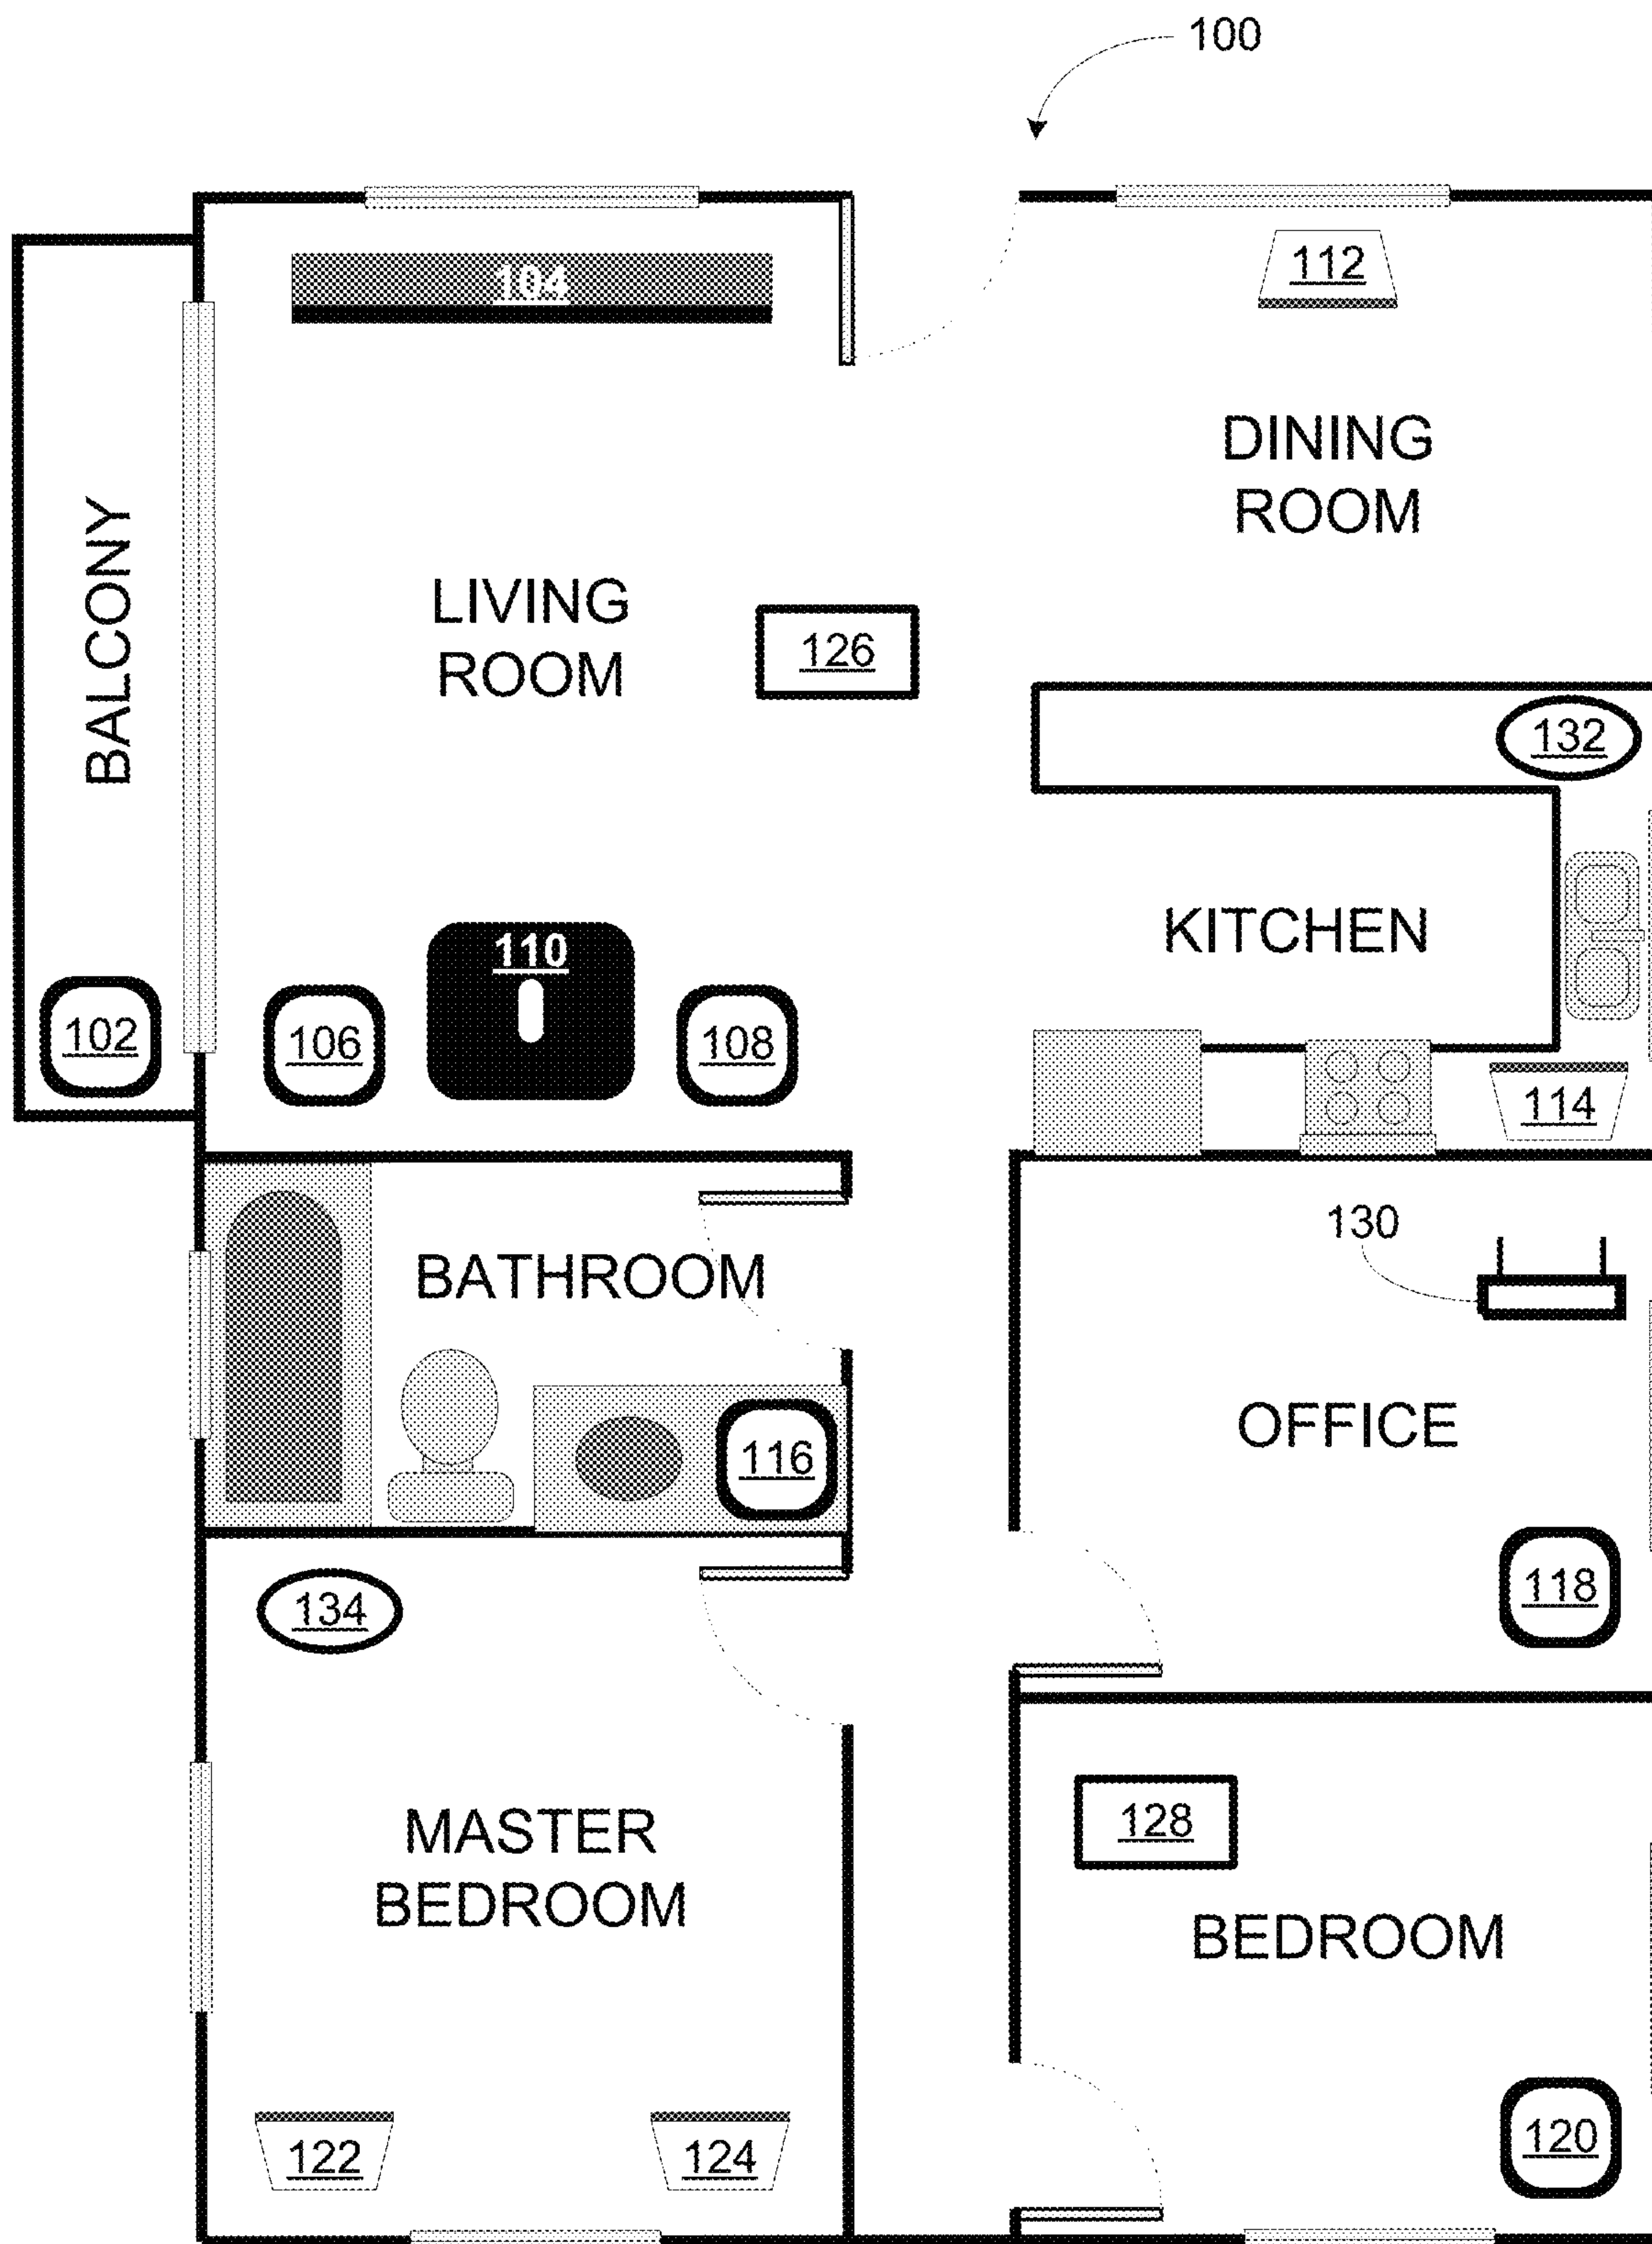 100
104
112
DINING
ROOM
BALCONY
LIVING
ROOM
126
132
KITCHEN
110
102
106
108
114
BATHROOM
130
OFFICE
116
118
134
MASTER
BEDROOM
128
BEDROOM
122
124
120